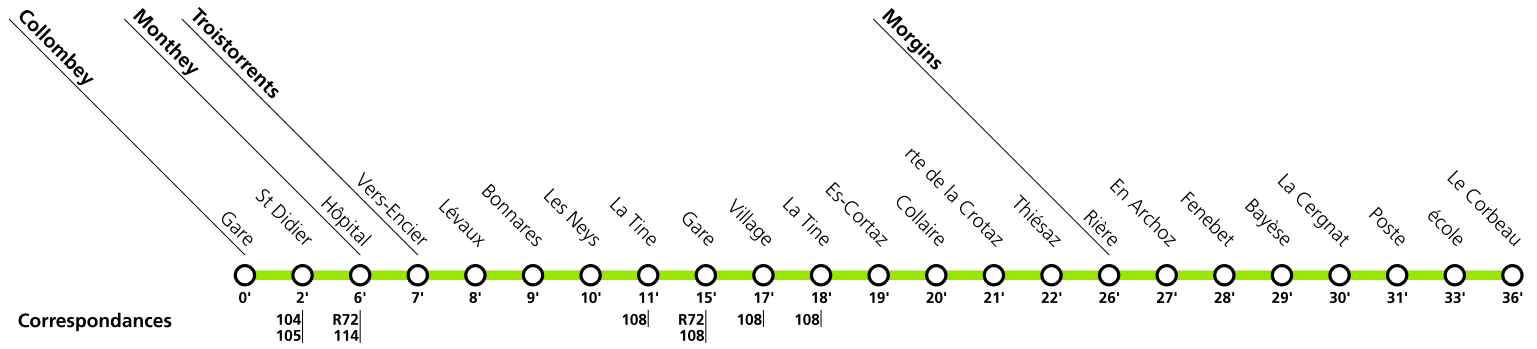 Collombey
Monthey
Troistorrents
Morgins
Gare
St Didier
Hôpital
Vers-Encier
Lévaux
Bonnares
Les Neys
La Tine
Gare
Village
La Tine
Es-Cortaz
Collaire
rte de la Crotaz
Thiésaz
Rière
En Archoz
Fenebet
Bayèse
La Cergnat
Poste
école
Le Corbeau
0' 2' 6' 7' 8' 9' 10' 11' 15' 17' 18' 19' 20' 21' 22' 26' 27' 28' 29' 30' 31' 33' 36'
Correspondances 104 R72 108 R72 108 108
105 114 108